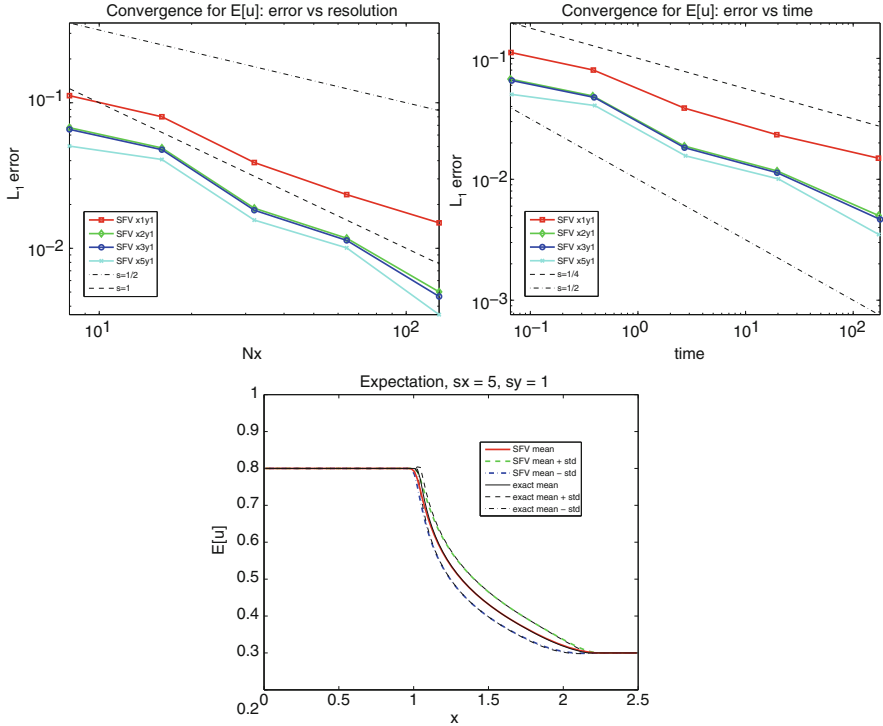 Convergence for E[u]: error vs resolution
L1 error
10^-1
10^-2
SFV x1y1
SFV x2y1
SFV x3y1
SFV x5y1
s=1/2
s=1
10^1
10^2
Nx
Convergence for E[u]: error vs time
L1 error
10^-1
10^-2
10^-3
SFV x1y1
SFV x2y1
SFV x3y1
SFV x5y1
s=1/4
s=1/2
10^-1
10^0
10^1
10^2
time
Expectation, sx = 5, sy = 1
E[u]
1
0.9
0.8
0.7
0.6
0.5
0.4
0.3
0.2
SFV mean
SFV mean + std
SFV mean − std
exact mean
exact mean + std
exact mean − std
0
0.5
1
1.5
2
2.5
x